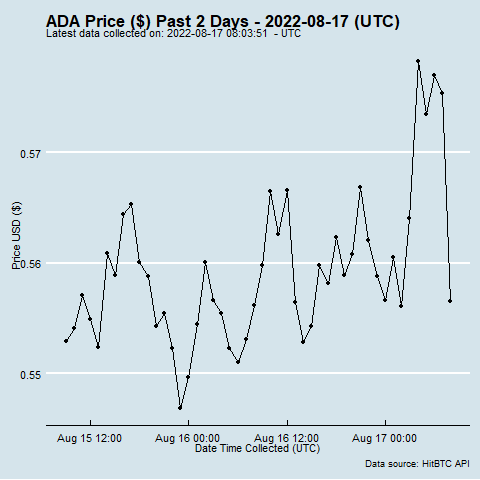 ADA Price ($) Past 2 Days - 2022-08-17 (UTC)
Latest data collected on: 2022-08-17 08:03:51 - UTC
0.57
0.56
0.55
Price USD ($)
Aug 15 12:00 Aug 16 00:00 Aug 16 12:00 Aug 17 00:00
Date Time Collected (UTC)
Data source: HitBTC API